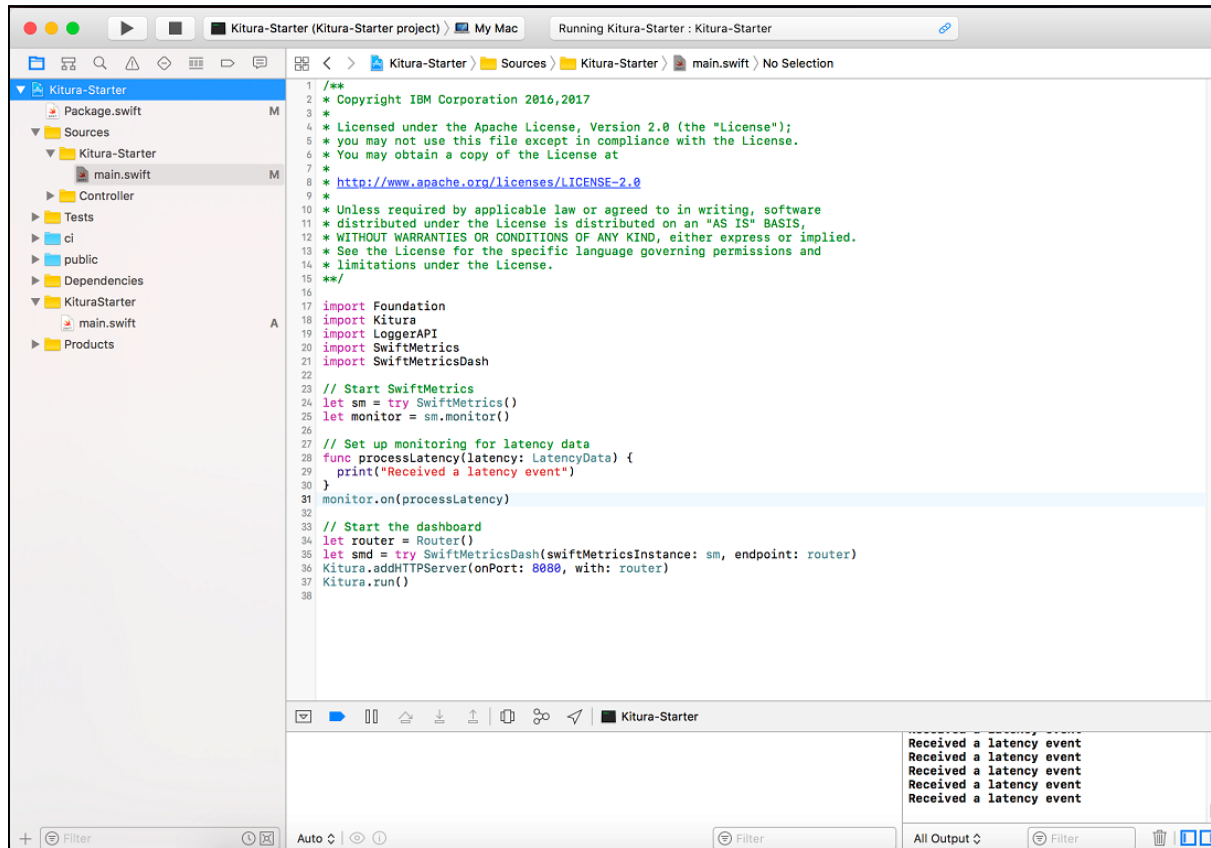 Kitura-Starter (Kitura-Starter project) 〉 My Mac
Running Kitura-Starter : Kitura-Starter
Kitura-Starter 〉 Sources 〉 Kitura-Starter 〉 main.swift 〉 No Selection
Kitura-Starter
Package.swift M
Sources
Kitura-Starter
main.swift M
Controller
Tests
ci
public
Dependencies
KituraStarter
main.swift A
Products
Filter
1 /**
2 * Copyright IBM Corporation 2016,2017
3 *
4 * Licensed under the Apache License, Version 2.0 (the "License");
5 * you may not use this file except in compliance with the License.
6 * You may obtain a copy of the License at
7 *
8 * http://www.apache.org/licenses/LICENSE-2.0
9 *
10 * Unless required by applicable law or agreed to in writing, software
11 * distributed under the License is distributed on an "AS IS" BASIS,
12 * WITHOUT WARRANTIES OR CONDITIONS OF ANY KIND, either express or implied.
13 * See the License for the specific language governing permissions and
14 * limitations under the License.
15 **/
16
17 import Foundation
18 import Kitura
19 import LoggerAPI
20 import SwiftMetrics
21 import SwiftMetricsDash
22
23 // Start SwiftMetrics
24 let sm = try SwiftMetrics()
25 let monitor = sm.monitor()
26
27 // Set up monitoring for latency data
28 func processLatency(latency: LatencyData) {
29   print("Received a latency event")
30 }
31 monitor.on(processLatency)
32
33 // Start the dashboard
34 let router = Router()
35 let smd = try SwiftMetricsDash(swiftMetricsInstance: sm, endpoint: router)
36 Kitura.addHTTPServer(onPort: 8080, with: router)
37 Kitura.run()
38
Kitura-Starter
Received a latency event
Received a latency event
Received a latency event
Received a latency event
Received a latency event
Received a latency event
Auto
Filter
All Output
Filter